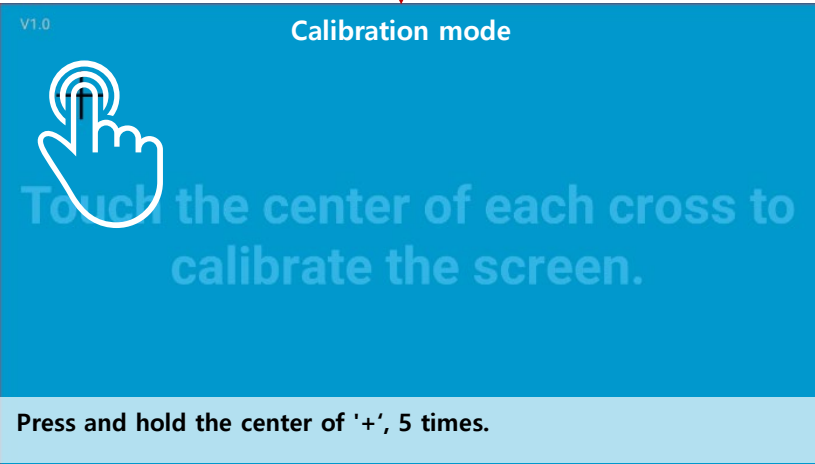 V1.0
Calibration mode
Touch the center of each cross to
calibrate the screen.
Press and hold the center of '+‘, 5 times.